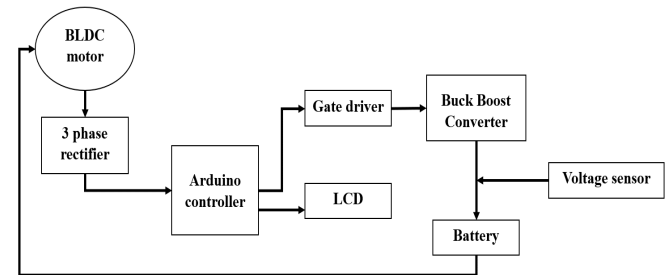 BLDC
motor
3 phase
rectifier
Arduino
controller
Gate driver
LCD
Buck Boost
Converter
Voltage sensor
Battery